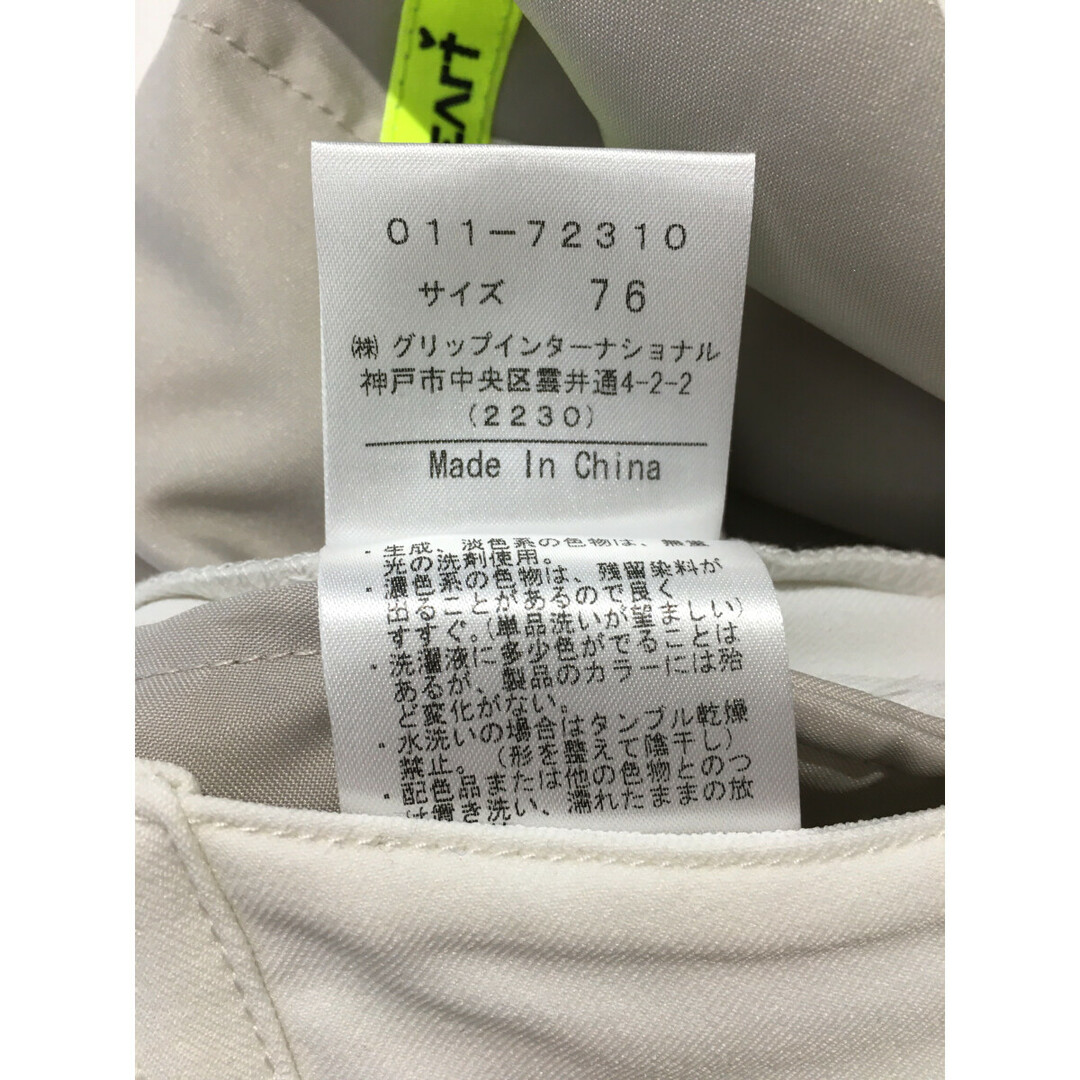 EART
011-72310
サイズ 76
㈱ グリップインターナショナル
神戸市中央区雲井通4-2-2
(2230)
Made In China
・生成、淡色系の色物は、無蛍
光の洗剤使用。
・濃色系の色物は、残留染料が
出ることがあるので良く
すすぐ。(単品洗いが望ましい)
・洗濯液に多少色がでることは
あるが、製品のカラーには殆
ど変化がない。
・水洗いの場合はタンブル乾燥
禁止。(形を整えて陰干し)
・配色品または他の色物とのつ
け置き洗い、濡れたままの放